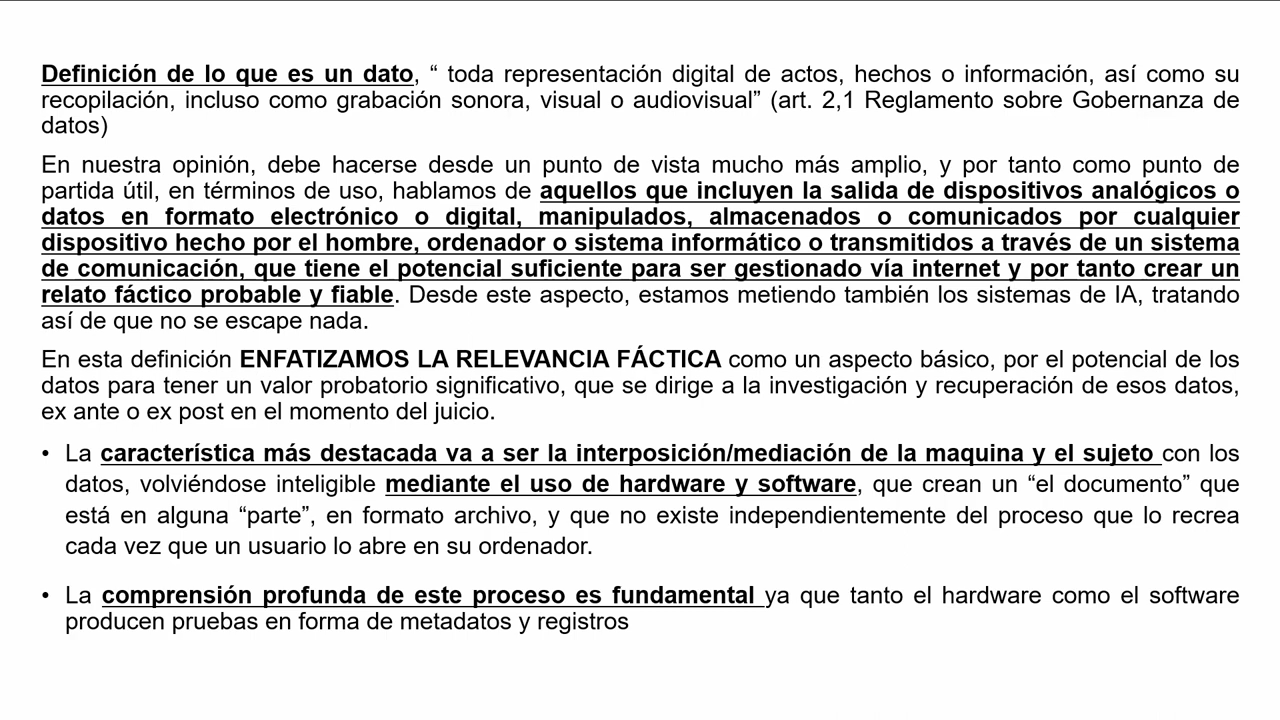 Definición de lo que es un dato, “ toda representación digital de actos, hechos o información, así como su
recopilación, incluso como grabación sonora, visual o audiovisual” (art. 2,1 Reglamento sobre Gobernanza de
datos)
En nuestra opinión, debe hacerse desde un punto de vista mucho más amplio, y por tanto como punto de
partida útil, en términos de uso, hablamos de aquellos que incluyen la salida de dispositivos analógicos o
datos en formato electrónico o digital, manipulados, almacenados o comunicados por cualquier
dispositivo hecho por el hombre, ordenador o sistema informático o transmitidos a través de un sistema
de comunicación, que tiene el potencial suficiente para ser gestionado vía internet y por tanto crear un
relato fáctico probable y fiable. Desde este aspecto, estamos metiendo también los sistemas de IA, tratando
así de que no se escape nada.
En esta definición ENFATIZAMOS LA RELEVANCIA FÁCTICA como un aspecto básico, por el potencial de los
datos para tener un valor probatorio significativo, que se dirige a la investigación y recuperación de esos datos,
ex ante o ex post en el momento del juicio.
• La característica más destacada va a ser la interposición/mediación de la maquina y el sujeto con los
datos, volviéndose inteligible mediante el uso de hardware y software, que crean un “el documento” que
está en alguna “parte”, en formato archivo, y que no existe independientemente del proceso que lo recrea
cada vez que un usuario lo abre en su ordenador.
• La comprensión profunda de este proceso es fundamental ya que tanto el hardware como el software
producen pruebas en forma de metadatos y registros